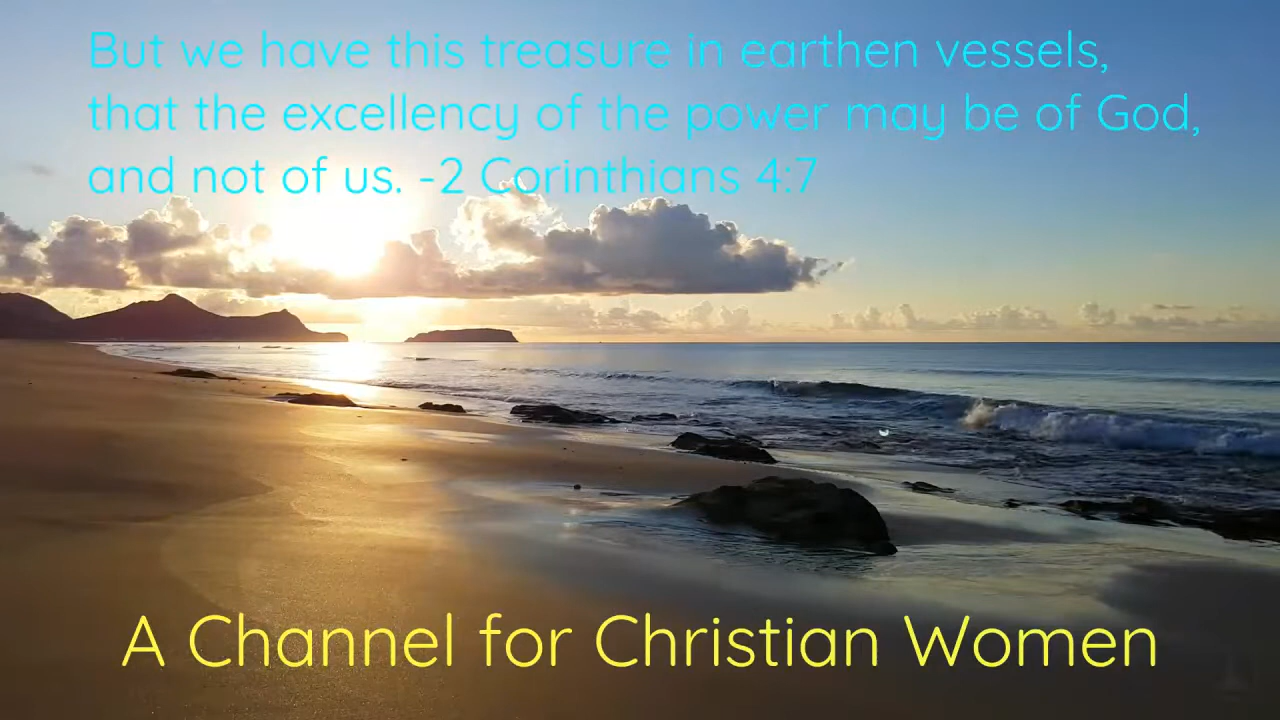 But we have this treasure in earthen vessels,
that the excellency of the power may be of God,
and not of us. -2 Corinthians 4:7
A Channel for Christian Women